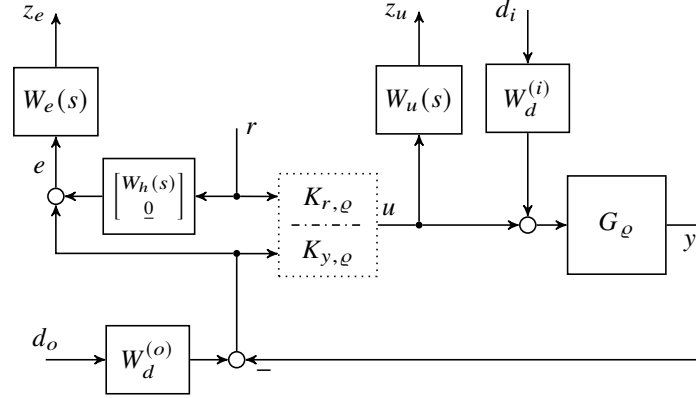 z_e
z_u
d_i
W_e(s)
W_u(s)
W_d^{(i)}
e
r
W_h(s)
0
K_{r,ϱ}
K_{y,ϱ}
u
G_ϱ
y
d_o
W_d^{(o)}
−